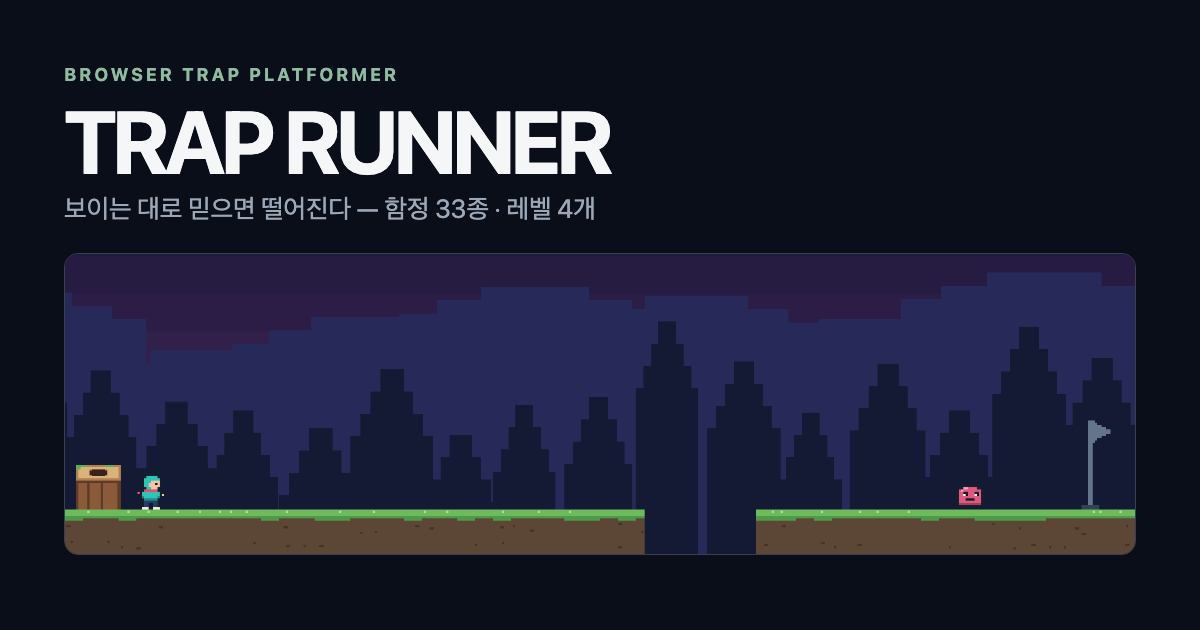 BROWSER TRAP PLATFORMER
TRAP RUNNER
보이는 대로 믿으면 떨어진다 — 함정 33종 · 레벨 4개